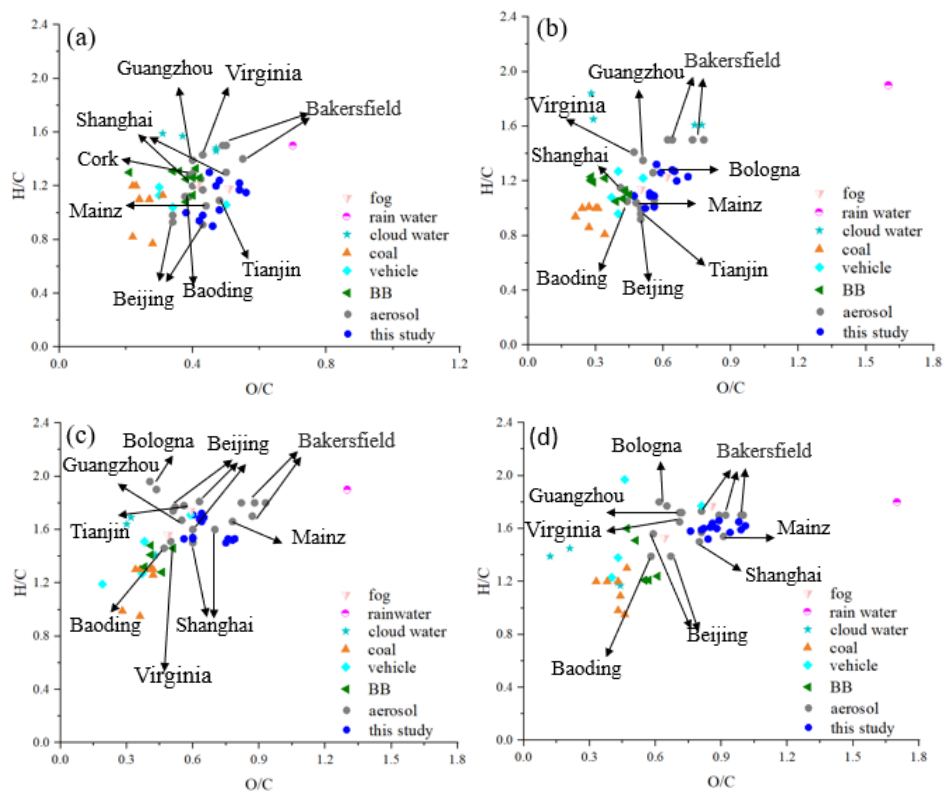 (a)
2.4
2.0
1.6
1.2
0.8
0.4
0.0
H/C
0.0
0.4
0.8
1.2
O/C
Guangzhou
Virginia
Bakersfield
Shanghai
Cork
Mainz
Beijing
Baoding
Tianjin
fog
rain water
cloud water
coal
vehicle
BB
aerosol
this study
(b)
2.4
2.0
1.6
1.2
0.8
0.4
0.0
H/C
0.0
0.3
0.6
0.9
1.2
1.5
1.8
O/C
Bakersfield
Guangzhou
Virginia
Shanghai
Bologna
Mainz
Baoding
Beijing
Tianjin
fog
rain water
cloud water
coal
vehicle
BB
aerosol
this study
(c)
2.4
2.0
1.6
1.2
0.8
0.4
0.0
H/C
0.0
0.3
0.6
0.9
1.2
1.5
1.8
O/C
Bologna
Beijing
Bakersfield
Guangzhou
Tianjin
Mainz
Baoding
Shanghai
Virginia
fog
rainwater
cloud water
coal
vehicle
BB
aerosol
this study
(d)
2.4
2.0
1.6
1.2
0.8
0.4
0.0
H/C
0.0
0.3
0.6
0.9
1.2
1.5
1.8
O/C
Bologna
Bakersfield
Guangzhou
Virginia
Mainz
Shanghai
Beijing
Baoding
fog
rain water
cloud water
coal
vehicle
BB
aerosol
this study